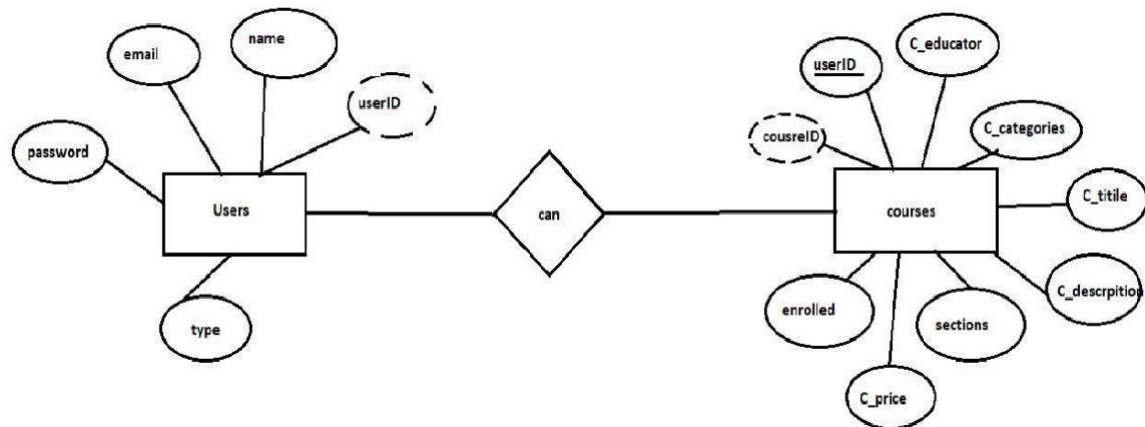 email
name
userID
password
Users
type
can
userID
C_educator
cousreID
C_categories
courses
C_titile
C_descrpition
enrolled
sections
C_price